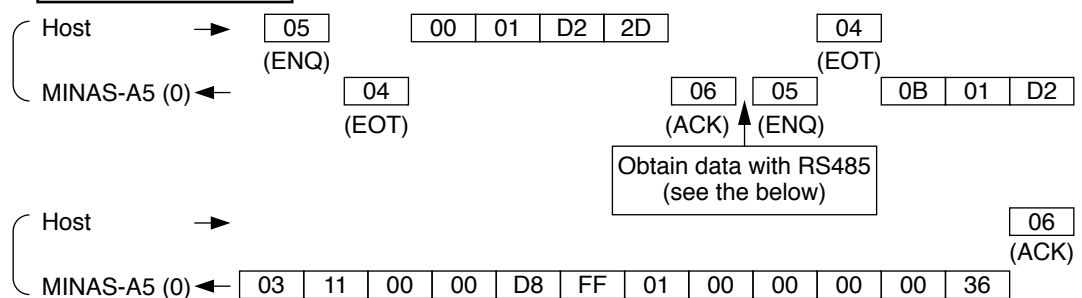 Host 05 00 01 D2 2D 04
(ENQ) (EOT)
MINAS-A5 (0) 04 06 05 0B 01 D2
(EOT) (ACK) (ENQ)
Obtain data with RS485
(see the below)
Host 06
(ACK)
MINAS-A5 (0) 03 11 00 00 D8 FF 01 00 00 00 00 36